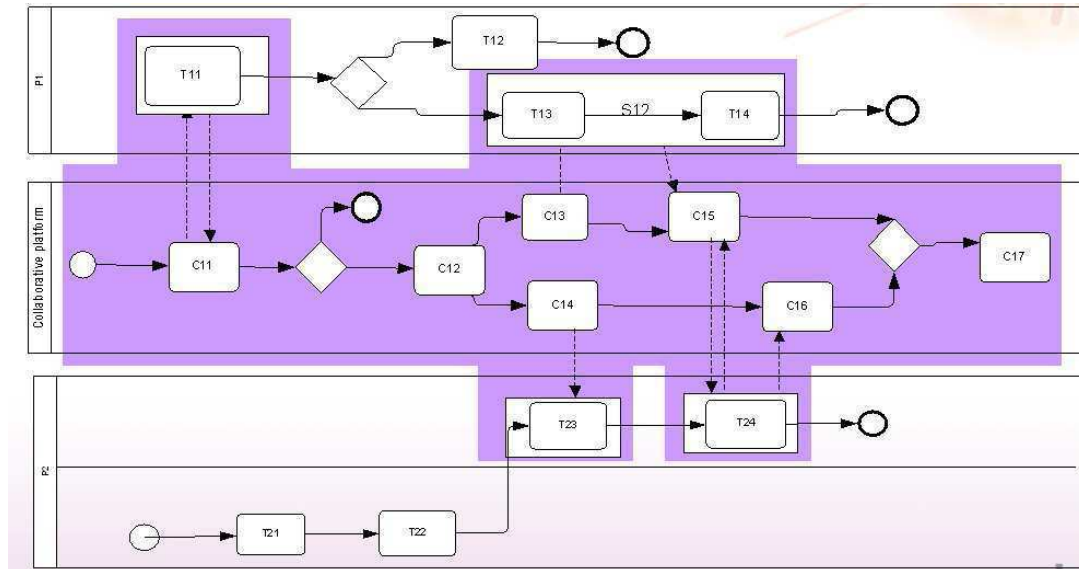 P1
T11
T12
T13
S12
T14
Collaborative platform
C11
C12
C13
C14
C15
C16
C17
P2
T23
T24
T21
T22